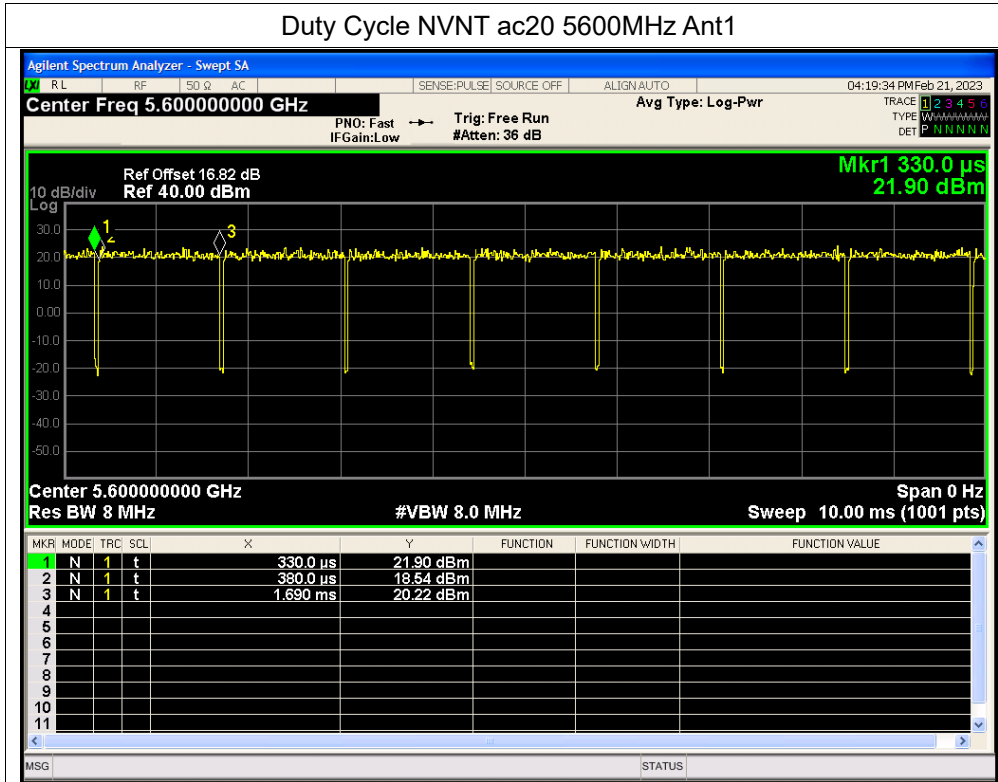 Duty Cycle NVNT ac20 5600MHz Ant1
Agilent Spectrum Analyzer - Swept SA
LXI RL RF 50 Ω AC SENSE:PULSE SOURCE OFF ALIGN AUTO 04:19:34 PM Feb 21, 2023
Center Freq 5.600000000 GHz Avg Type: Log-Pwr TRACE 1 2 3 4 5 6
PNO: Fast Trig: Free Run TYPE W
IFGain:Low #Atten: 36 dB DET P N N N N N
Mkr1 330.0 µs
Ref Offset 16.82 dB
10 dB/div Ref 40.00 dBm 21.90 dBm
Log
30.0
20.0
10.0
0.00
-10.0
-20.0
-30.0
-40.0
-50.0
1
2
3
Center 5.600000000 GHz Span 0 Hz
Res BW 8 MHz #VBW 8.0 MHz Sweep 10.00 ms (1001 pts)
MKR MODE TRC SCL X Y FUNCTION FUNCTION WIDTH FUNCTION VALUE
1 N 1 t 330.0 µs 21.90 dBm
2 N 1 t 380.0 µs 18.54 dBm
3 N 1 t 1.690 ms 20.22 dBm
4
5
6
7
8
9
10
11
MSG STATUS